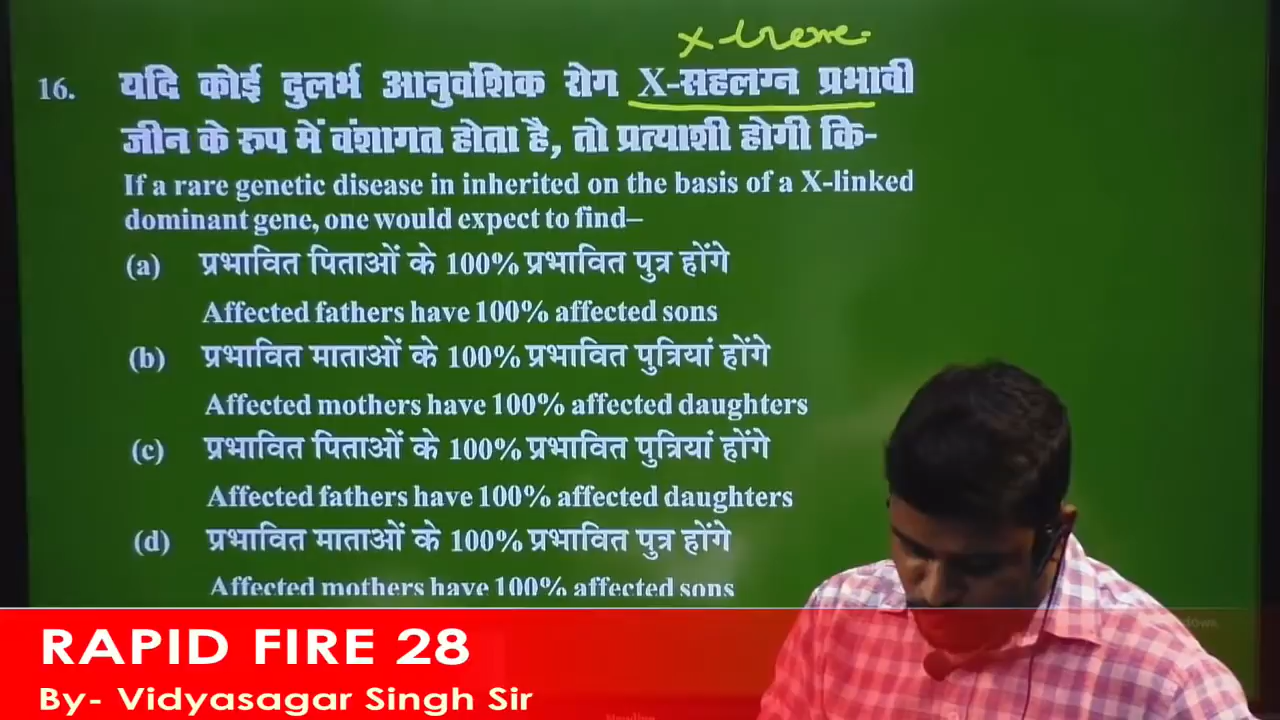 x-लिंक्ड
16. यदि कोई दुर्लभ आनुवंशिक रोग X-सहलग्न प्रभावी
जीन के रूप में वंशागत होता है, तो प्रत्याशी होगी कि-
If a rare genetic disease in inherited on the basis of a X-linked
dominant gene, one would expect to find–
(a) प्रभावित पिताओं के 100% प्रभावित पुत्र होंगे
Affected fathers have 100% affected sons
(b) प्रभावित माताओं के 100% प्रभावित पुत्रियां होंगे
Affected mothers have 100% affected daughters
(c) प्रभावित पिताओं के 100% प्रभावित पुत्रियां होंगे
Affected fathers have 100% affected daughters
(d) प्रभावित माताओं के 100% प्रभावित पुत्र होंगे
Affected mothers have 100% affected sons
RAPID FIRE 28
By- Vidyasagar Singh Sir